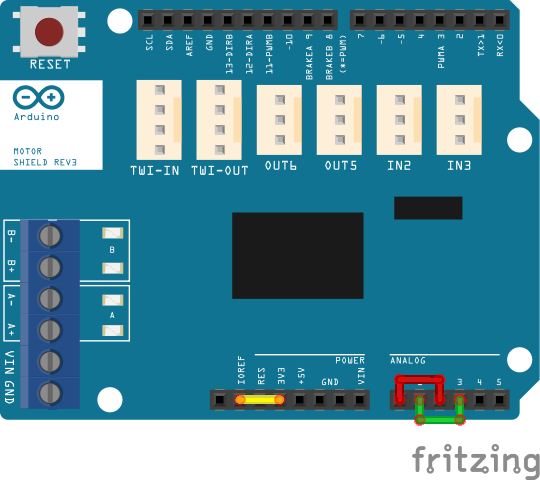 RESET
SCL
SDA
AREF
GND
13-DIRB
12-DIRA
11-PWMB
-10
BRAKEA 9
BRAKEB 8
(*=PWM)
7
-6
-5
4
PWMA 3
2
TX>1
RX<0
Arduino
MOTOR
SHIELD REV3
TWI-IN
TWI-OUT
OUT6
OUT5
IN2
IN3
B-
B+
B
A-
A+
A
VIN
GND
POWER
ANALOG
IOREF
RES
3V3
+5V
GND
VIN
3
4
5
fritzing